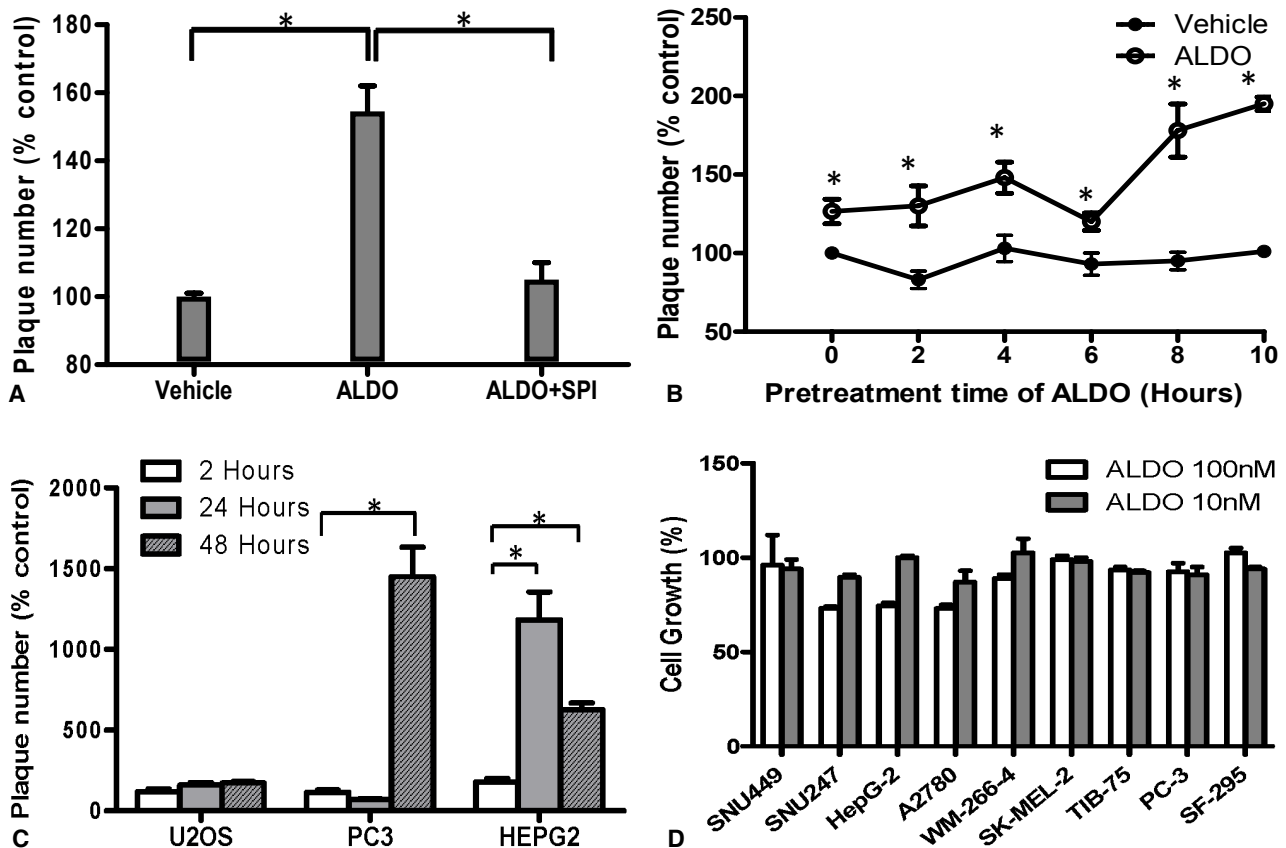 Plaque number (% control)
180
160
140
120
100
80
*
*
Vehicle
ALDO
ALDO+SPI
A
Plaque number (% control)
250
200
150
100
50
Vehicle
ALDO
*
*
*
*
*
*
0
2
4
6
8
10
Pretreatment time of ALDO (Hours)
B
2 Hours
24 Hours
48 Hours
Plaque number (% control)
2000
1500
1000
500
0
*
*
*
U2OS
PC3
HEPG2
C
ALDO 100nM
ALDO 10nM
Cell Growth (%)
150
100
50
0
SNU449
SNU247
HepG-2
A2780
WM-266-4
SK-MEL-2
TIB-75
PC-3
SF-295
D